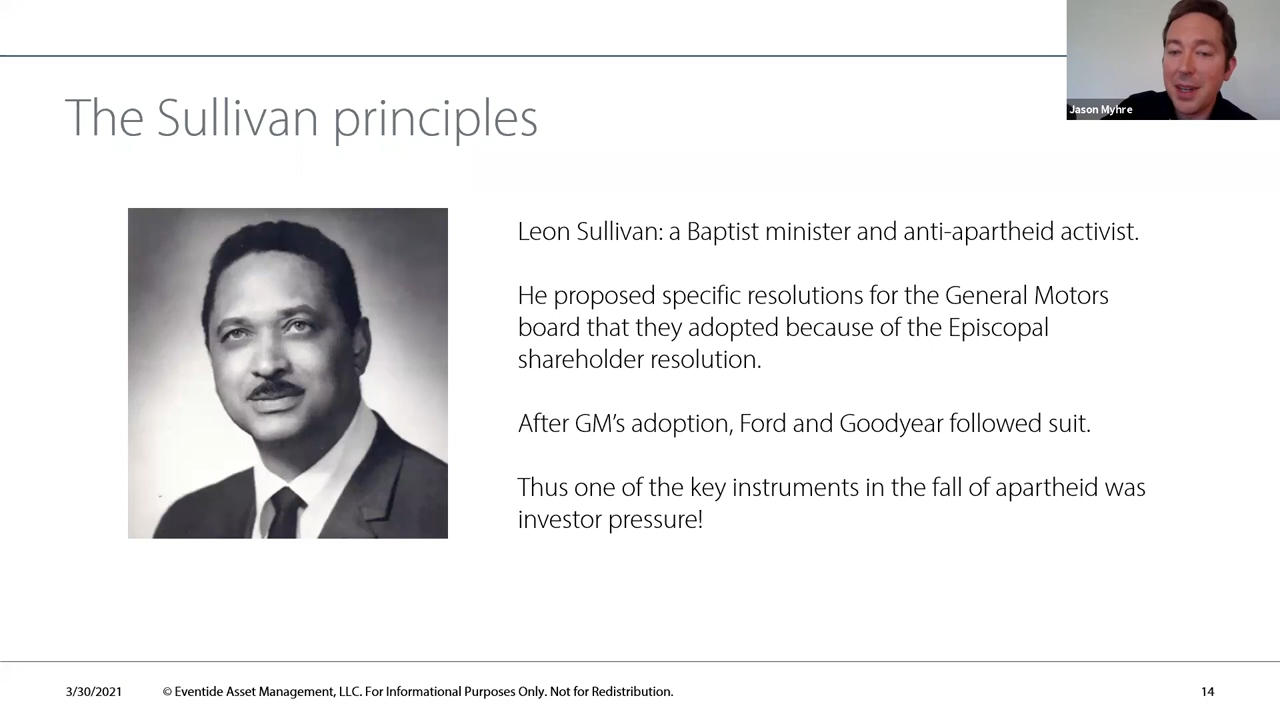 Jason Myhre
The Sullivan principles
Leon Sullivan: a Baptist minister and anti-apartheid activist.
He proposed specific resolutions for the General Motors
board that they adopted because of the Episcopal
shareholder resolution.
After GM’s adoption, Ford and Goodyear followed suit.
Thus one of the key instruments in the fall of apartheid was
investor pressure!
3/30/2021 © Eventide Asset Management, LLC. For Informational Purposes Only. Not for Redistribution. 14